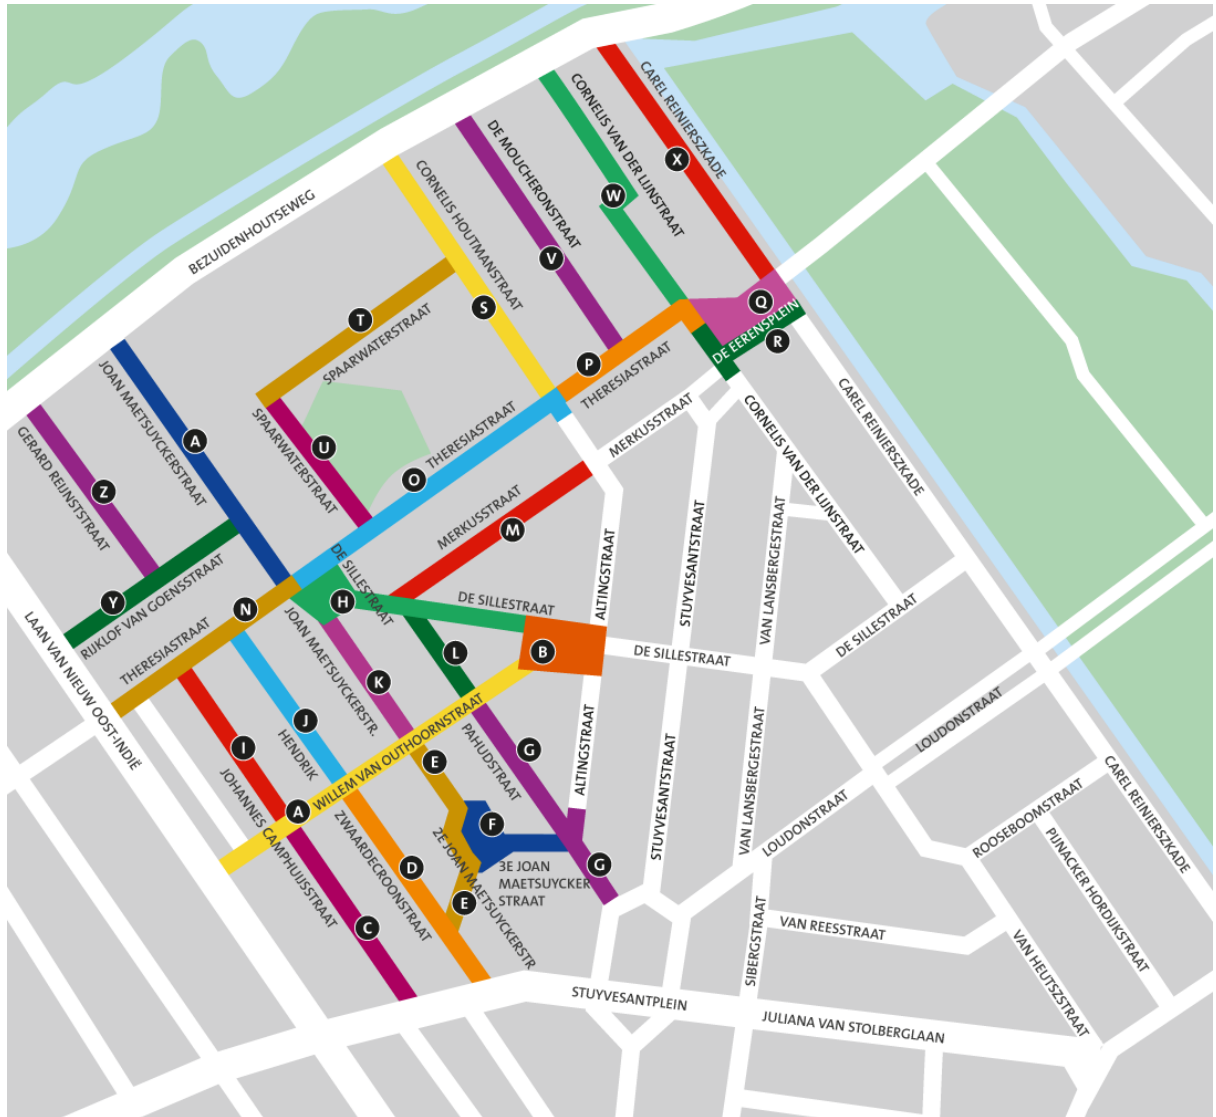 CAREL REINIERSZKADE
X
CORNELIS VAN DER LIJNSTRAAT
W
DE MOUCHERONSTRAAT
V
CORNELIS HOUTMANSTRAAT
S
BEZUIDENHOUTSEWEG
T
SPAARWATERSTRAAT
Q
DE EERENSPLEIN
R
P
THERESIASTRAAT
JOAN MAETSUYCKERSTRAAT
A
SPAARWATERSTRAAT
U
O
THERESIASTRAAT
MERKUSSTRAAT
CAREL REINIERSZKADE
CORNELIS VAN DER LIJNSTRAAT
GERARD REIJNSTSTRAAT
Z
MERKUSSTRAAT
M
ALTINGSTRAAT
STUYVESANTSTRAAT
VAN LANSBERGESTRAAT
Y
RIJKLOF VAN GOENSSTRAAT
N
THERESIASTRAAT
DE SILLESTRAAT
H
DE SILLESTRAAT
B
DE SILLESTRAAT
DE SILLESTRAAT
LAAN VAN NIEUW OOST-INDIË
JOAN MAETSUYCKERSTR.
K
L
J
HENDRIK
I
JOHANNES CAMPHUIJSSTRAAT
A
WILLEM VAN OUTHOORNSTRAAT
PAHUDSTRAAT
G
ALTINGSTRAAT
STUYVESANTSTRAAT
VAN LANSBERGESTRAAT
LOUDONSTRAAT
LOUDONSTRAAT
CAREL REINIERSZKADE
E
F
ZWARDECROONSTRAAT
D
2E JOAN MAETSUYCKERSTR
3E JOAN
MAETSUYCKER
STRAAT
G
E
C
ROOSEBOOMSTRAAT
PIJNACKER HORDIJKSTRAAT
VAN REESSTRAAT
VAN HEUTSZSTRAAT
SIBERGSTRAAT
STUYVESANTPLEIN
JULIANA VAN STOLBERGLAAN